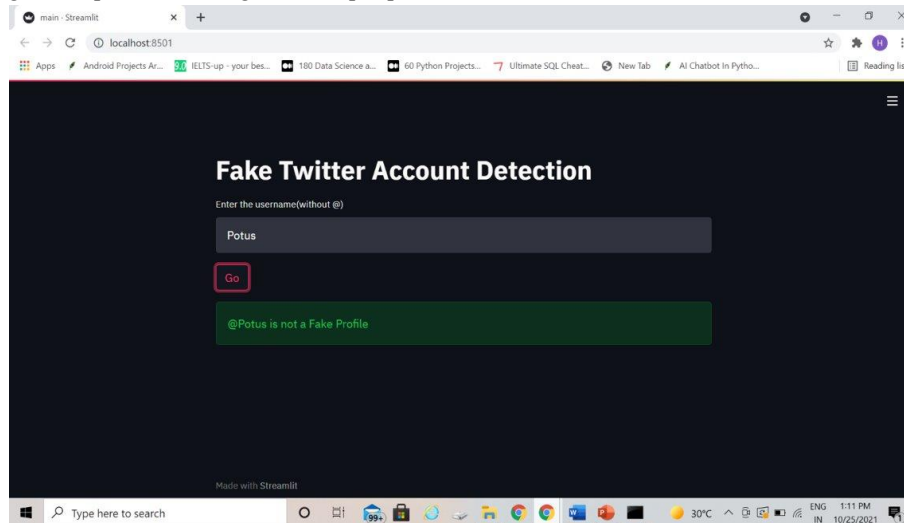 main · Streamlit
localhost:8501
Apps Android Projects Ar... IELTS-up - your bes... 180 Data Science a... 60 Python Projects... Ultimate SQL Cheat... New Tab AI Chatbot In Pytho... Reading lis
Fake Twitter Account Detection
Enter the username(without @)
Potus
Go
@Potus is not a Fake Profile
Made with Streamlit
Type here to search 99+ 30°C ENG 1:11 PM
IN 10/25/2021